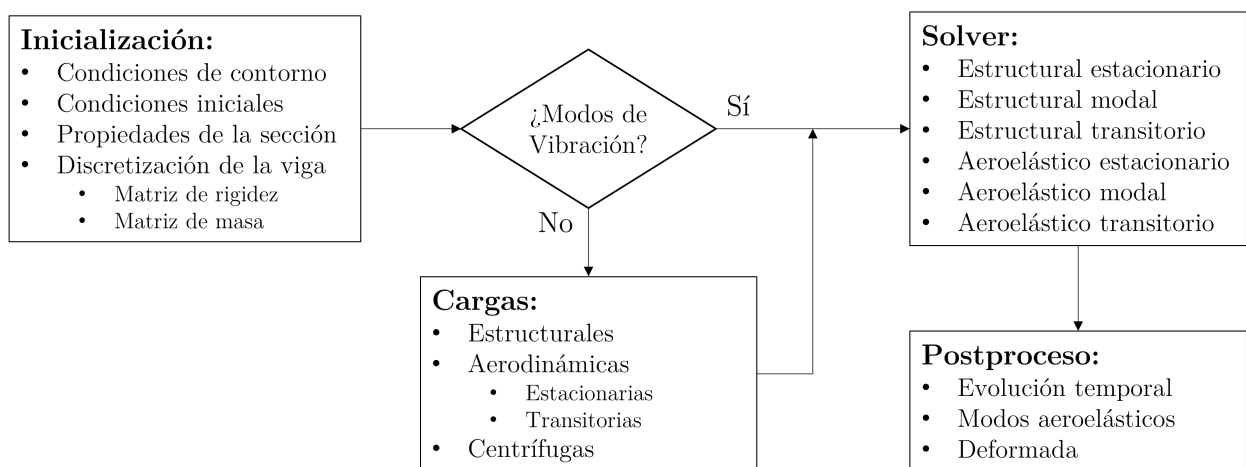 Inicialización:
• Condiciones de contorno
• Condiciones iniciales
• Propiedades de la sección
• Discretización de la viga
• Matriz de rigidez
• Matriz de masa
¿Modos de
Vibración?
Sí
No
Cargas:
• Estructurales
• Aerodinámicas
• Estacionarias
• Transitorias
• Centrífugas
Solver:
• Estructural estacionario
• Estructural modal
• Estructural transitorio
• Aeroelástico estacionario
• Aeroelástico modal
• Aeroelástico transitorio
Postproceso:
• Evolución temporal
• Modos aeroelásticos
• Deformada